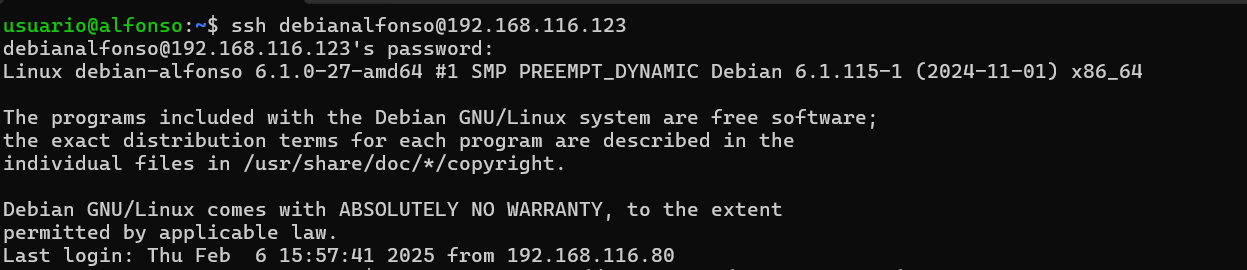 usuario@alfonso:~$ ssh debianalfonso@192.168.116.123
debianalfonso@192.168.116.123's password:
Linux debian-alfonso 6.1.0-27-amd64 #1 SMP PREEMPT_DYNAMIC Debian 6.1.115-1 (2024-11-01) x86_64

The programs included with the Debian GNU/Linux system are free software;
the exact distribution terms for each program are described in the
individual files in /usr/share/doc/*/copyright.

Debian GNU/Linux comes with ABSOLUTELY NO WARRANTY, to the extent
permitted by applicable law.
Last login: Thu Feb  6 15:57:41 2025 from 192.168.116.80